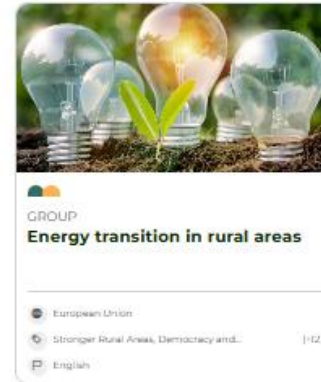 GROUP
Energy transition in rural areas
European Union
Stronger Rural Areas, Democracy and...
English